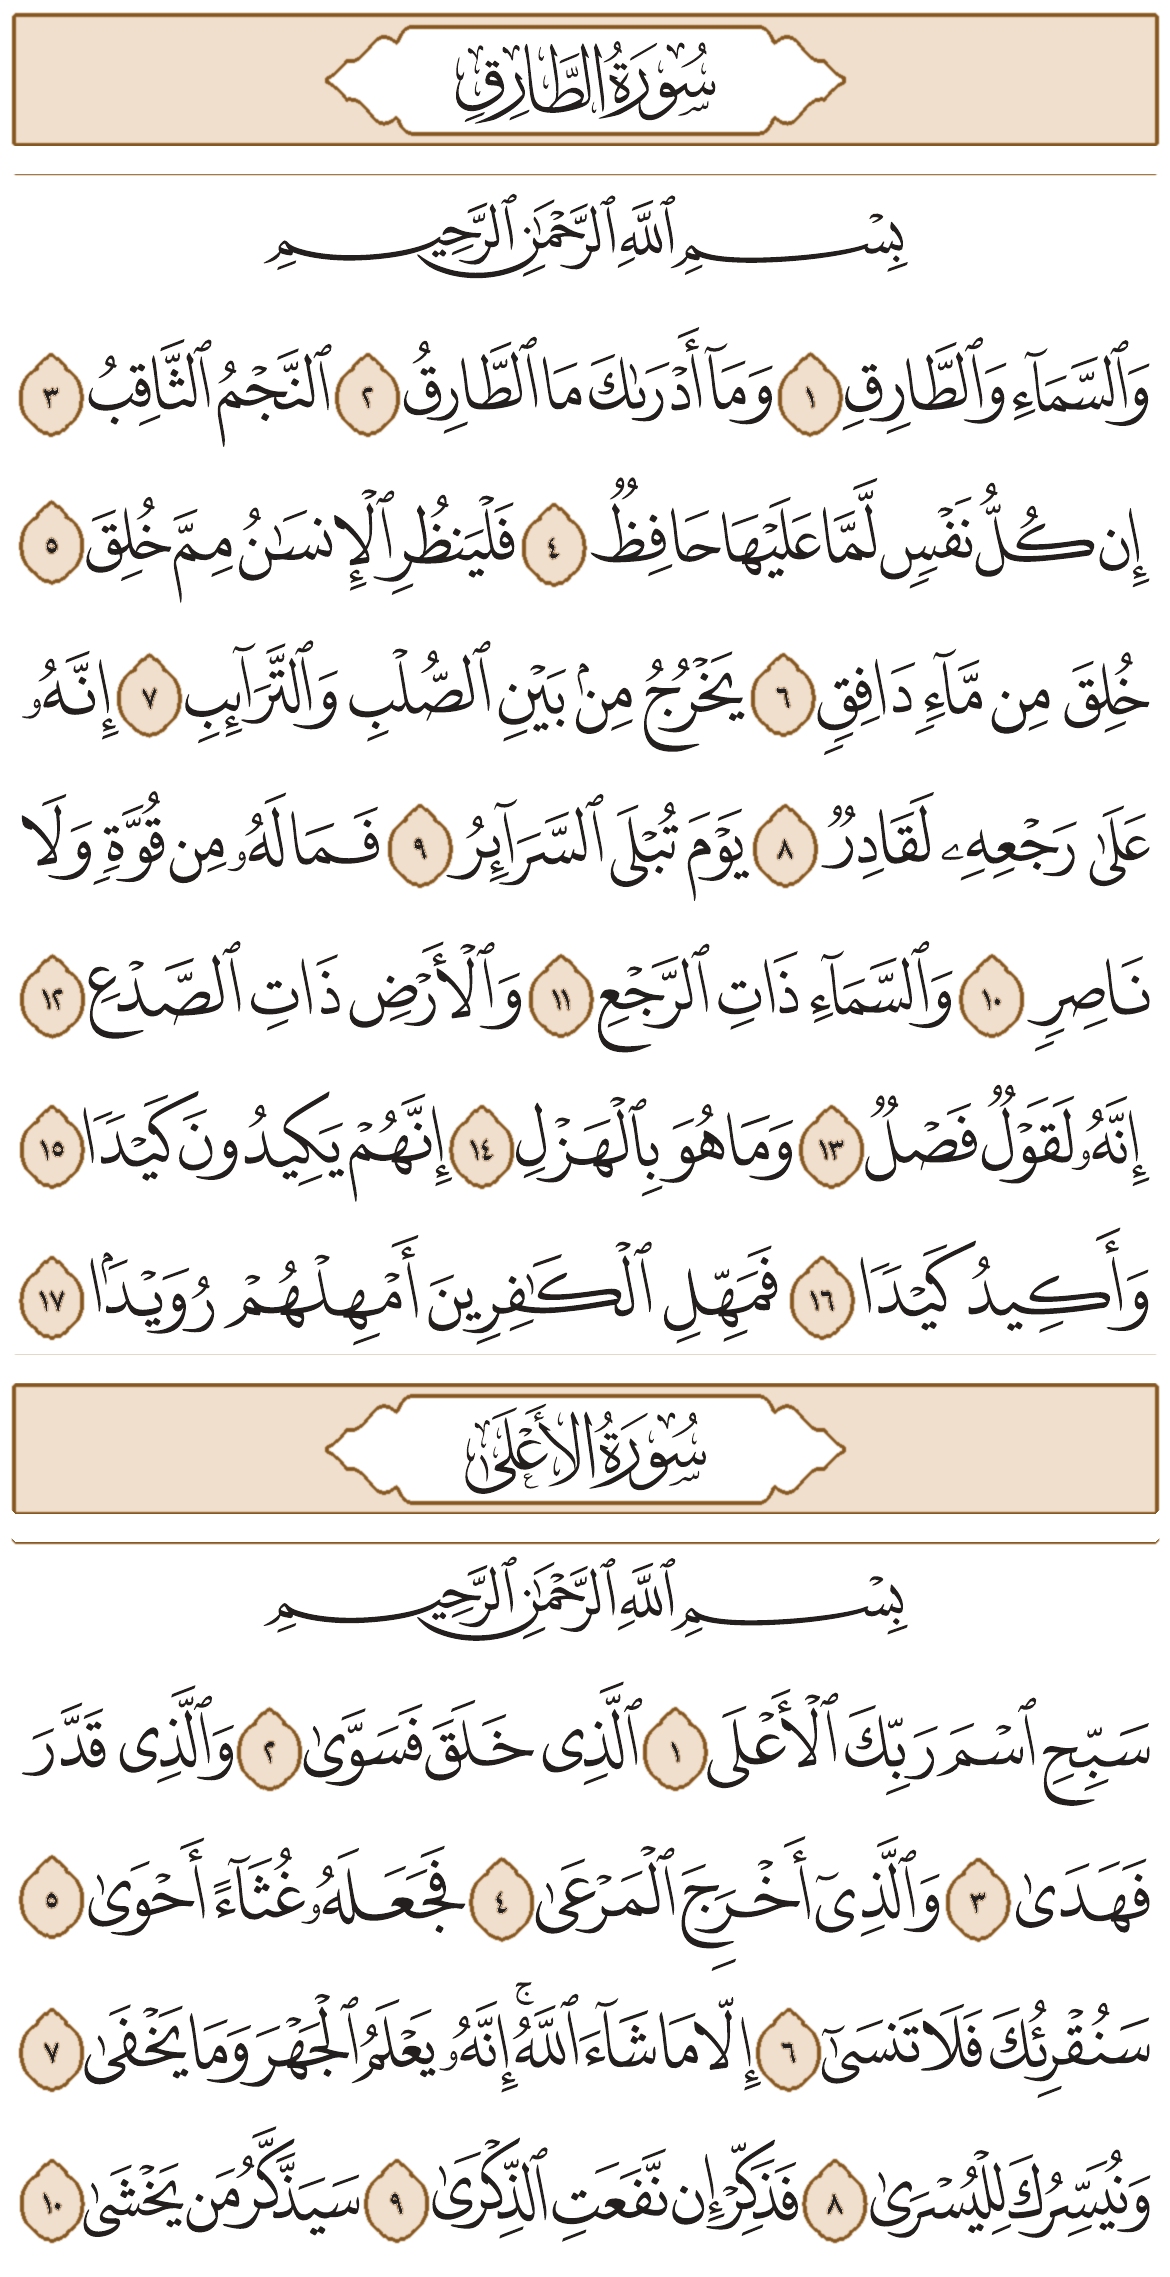 سُورَةُ الطَّارِقِ
بِسْمِ ٱللَّهِ ٱلرَّحْمَٰنِ ٱلرَّحِيمِ
وَٱلسَّمَآءِ وَٱلطَّارِقِ ١ وَمَآ أَدْرَىٰكَ مَا ٱلطَّارِقُ ٢ ٱلنَّجْمُ ٱلثَّاقِبُ ٣
إِن كُلُّ نَفْسٍ لَّمَّا عَلَيْهَا حَافِظٌ ٤ فَلْيَنظُرِ ٱلْإِنسَٰنُ مِمَّ خُلِقَ ٥
خُلِقَ مِن مَّآءٍ دَافِقٍ ٦ يَخْرُجُ مِنۢ بَيْنِ ٱلصُّلْبِ وَٱلتَّرَآئِبِ ٧ إِنَّهُۥ
عَلَىٰ رَجْعِهِۦ لَقَادِرٌ ٨ يَوْمَ تُبْلَى ٱلسَّرَآئِرُ ٩ فَمَا لَهُۥ مِن قُوَّةٍ وَلَا
نَاصِرٍ ١٠ وَٱلسَّمَآءِ ذَاتِ ٱلرَّجْعِ ١١ وَٱلْأَرْضِ ذَاتِ ٱلصَّدْعِ ١٢
إِنَّهُۥ لَقَوْلٌ فَصْلٌ ١٣ وَمَا هُوَ بِٱلْهَزْلِ ١٤ إِنَّهُمْ يَكِيدُونَ كَيْدًا ١٥
وَأَكِيدُ كَيْدًا ١٦ فَمَهِّلِ ٱلْكَٰفِرِينَ أَمْهِلْهُمْ رُوَيْدًۢا ١٧
سُورَةُ الأَعْلَىٰ
بِسْمِ ٱللَّهِ ٱلرَّحْمَٰنِ ٱلرَّحِيمِ
سَبِّحِ ٱسْمَ رَبِّكَ ٱلْأَعْلَى ١ ٱلَّذِى خَلَقَ فَسَوَّىٰ ٢ وَٱلَّذِى قَدَّرَ
فَهَدَىٰ ٣ وَٱلَّذِىٓ أَخْرَجَ ٱلْمَرْعَىٰ ٤ فَجَعَلَهُۥ غُثَآءً أَحْوَىٰ ٥
سَنُقْرِئُكَ فَلَا تَنسَىٰٓ ٦ إِلَّا مَا شَآءَ ٱللَّهُ ۚ إِنَّهُۥ يَعْلَمُ ٱلْجَهْرَ وَمَا يَخْفَىٰ ٧
وَنُيَسِّرُكَ لِلْيُسْرَىٰ ٨ فَذَكِّرْ إِن نَّفَعَتِ ٱلذِّكْرَىٰ ٩ سَيَذَّكَّرُ مَن يَخْشَىٰ ١٠